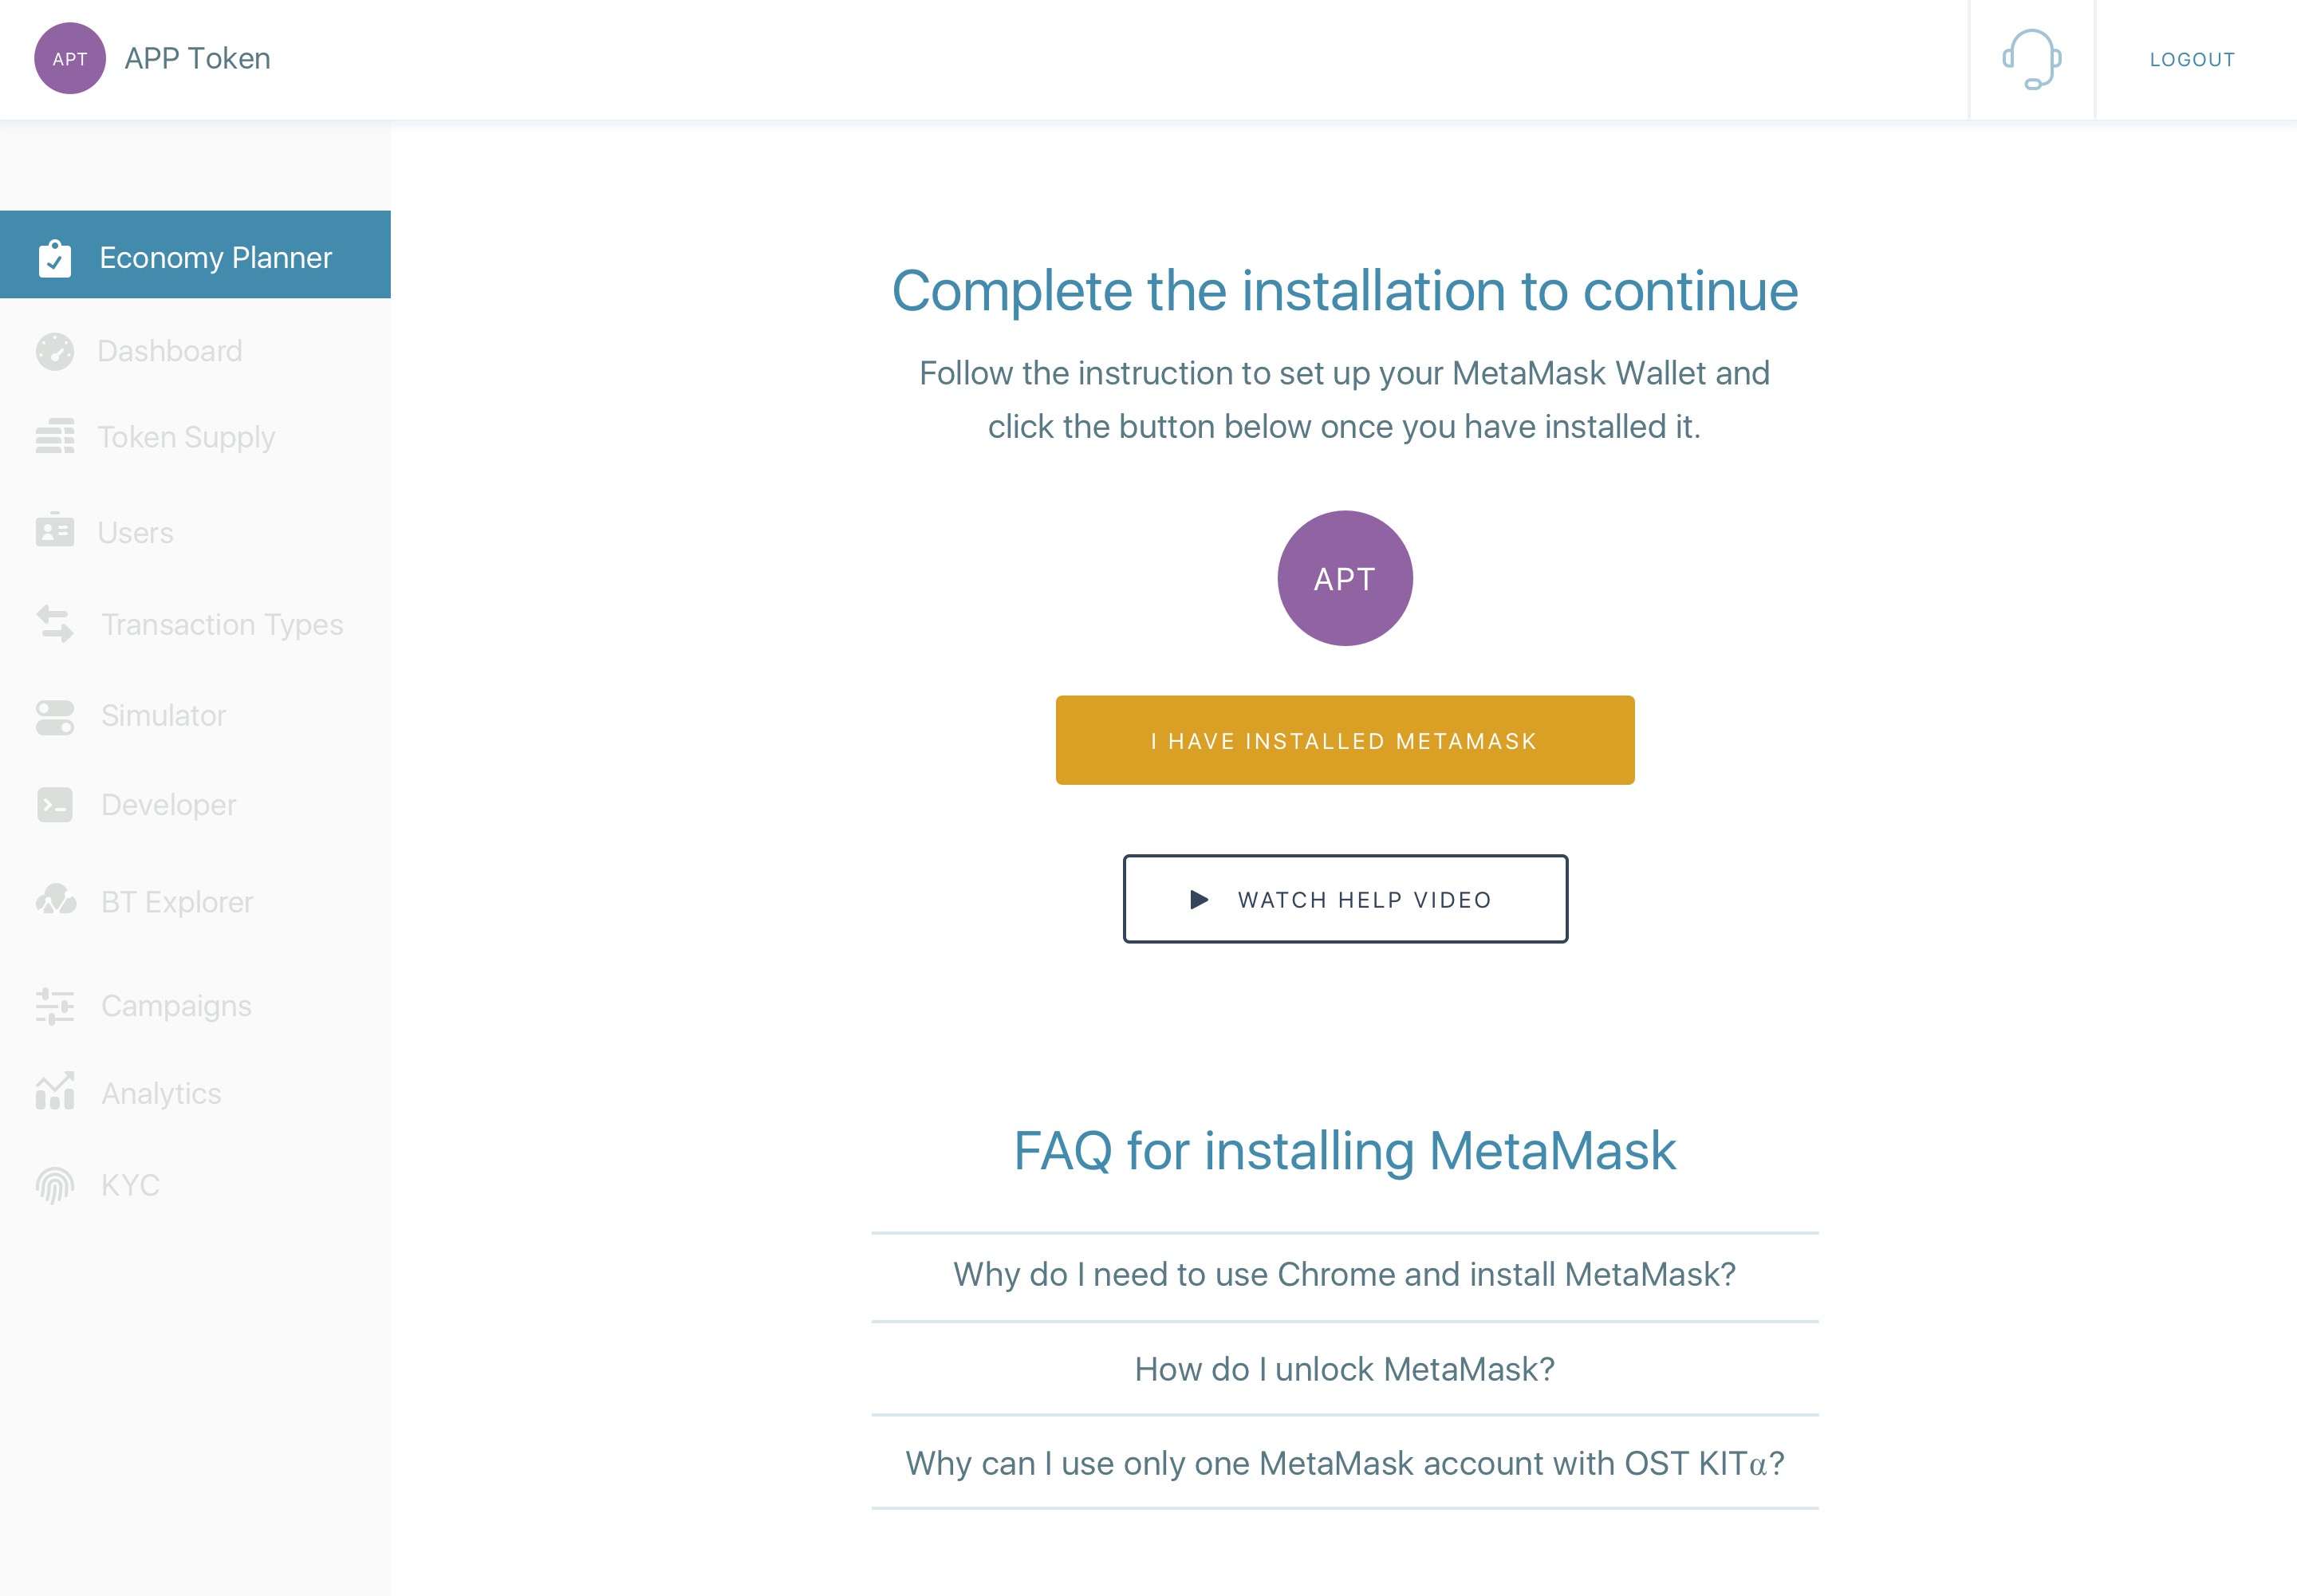 APT
APP Token
LOGOUT
Economy Planner
Dashboard
Token Supply
Users
Transaction Types
Simulator
Developer
BT Explorer
Campaigns
Analytics
KYC
Complete the installation to continue
Follow the instruction to set up your MetaMask Wallet and
click the button below once you have installed it.
APT
I HAVE INSTALLED METAMASK
WATCH HELP VIDEO
FAQ for installing MetaMask
Why do I need to use Chrome and install MetaMask?
How do I unlock MetaMask?
Why can I use only one MetaMask account with OST KITα?